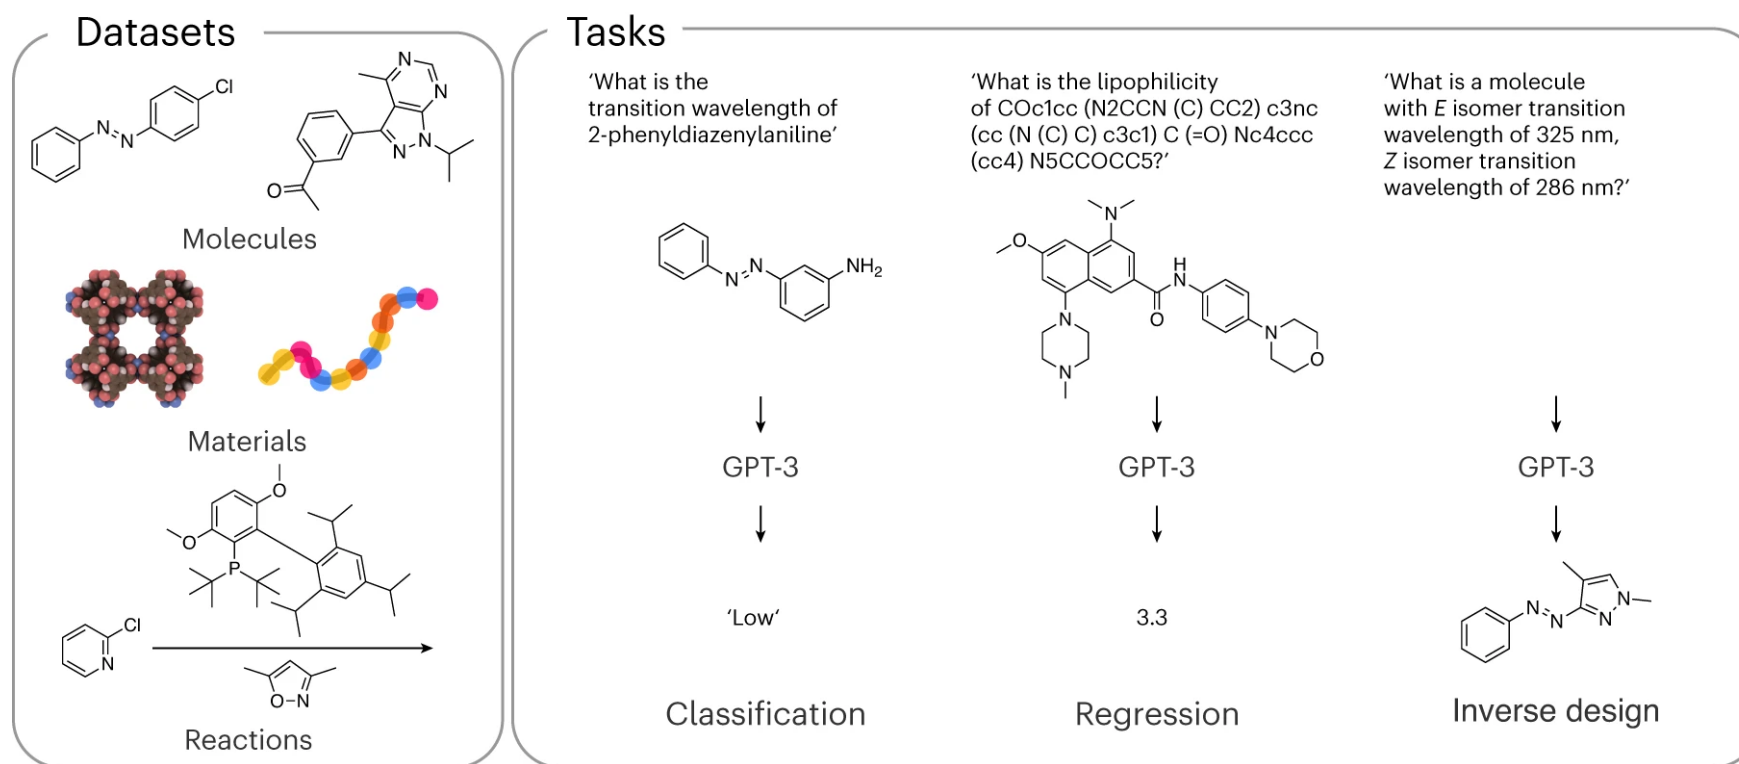 Datasets
Cl
N
N
N
N
N
N
O
Molecules
Materials
O
O
P
Cl
N
O
N
Reactions
Tasks
‘What is the
transition wavelength of
2-phenyldiazenylaniline’
N
N
NH2
GPT-3
‘Low‘
Classification
‘What is the lipophilicity
of COc1cc (N2CCN (C) CC2) c3nc
(cc (N (C) C) c3c1) C (=O) Nc4ccc
(cc4) N5CCOCC5?’
N
O
H
N
O
N
N
N
O
GPT-3
3.3
Regression
‘What is a molecule
with E isomer transition
wavelength of 325 nm,
Z isomer transition
wavelength of 286 nm?’
GPT-3
N
N
N
N
Inverse design